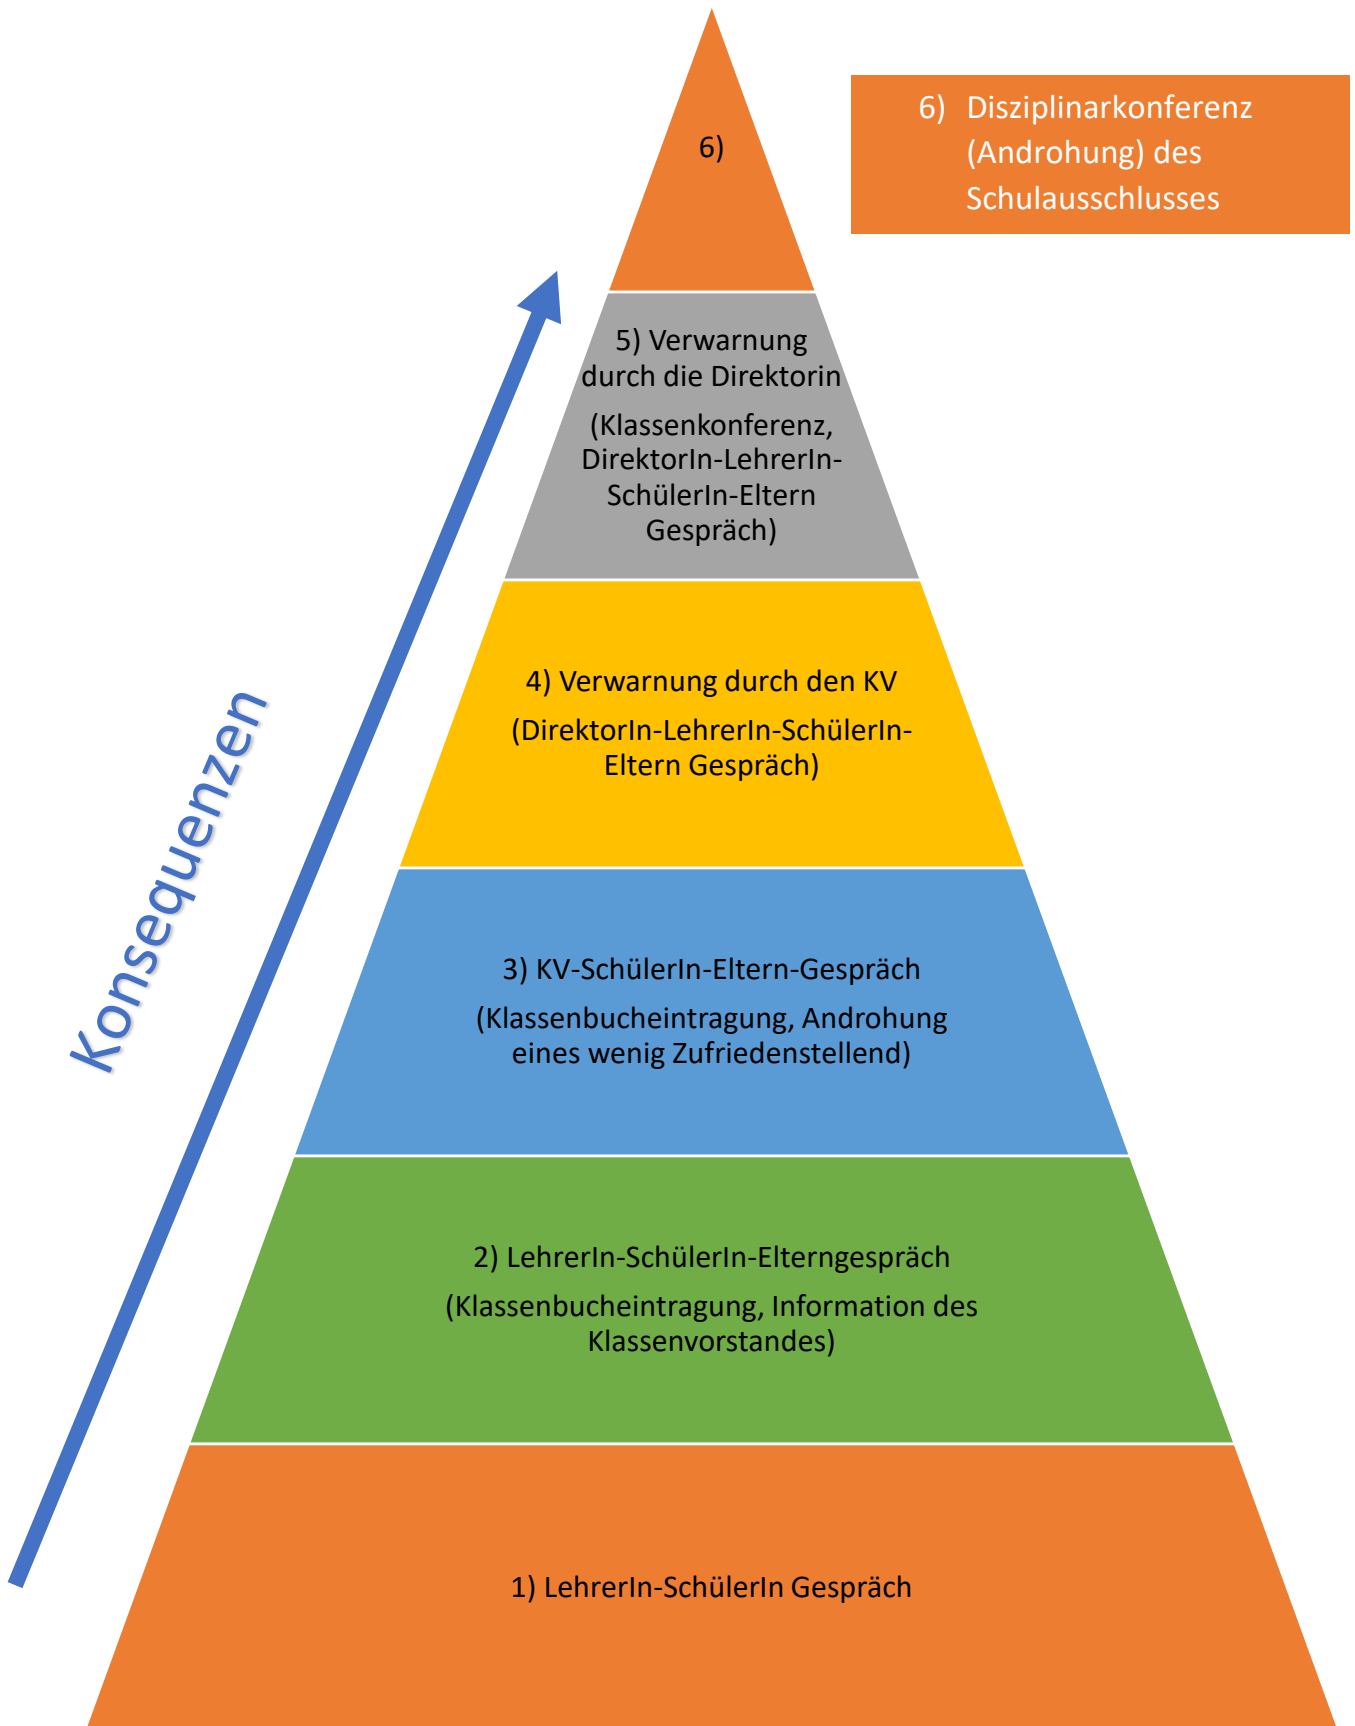 6)
6) Disziplinarkonferenz
(Androhung) des
Schulausschlusses
5) Verwarnung
durch die Direktorin
(Klassenkonferenz,
DirektorIn-LehrerIn-
SchülerIn-Eltern
Gespräch)
4) Verwarnung durch den KV
(DirektorIn-LehrerIn-SchülerIn-
Eltern Gespräch)
Konsequenzen
3) KV-SchülerIn-Eltern-Gespräch
(Klassenbucheintragung, Androhung
eines wenig Zufriedenstellend)
2) LehrerIn-SchülerIn-Elterngespräch
(Klassenbucheintragung, Information des
Klassenvorstandes)
1) LehrerIn-SchülerIn Gespräch